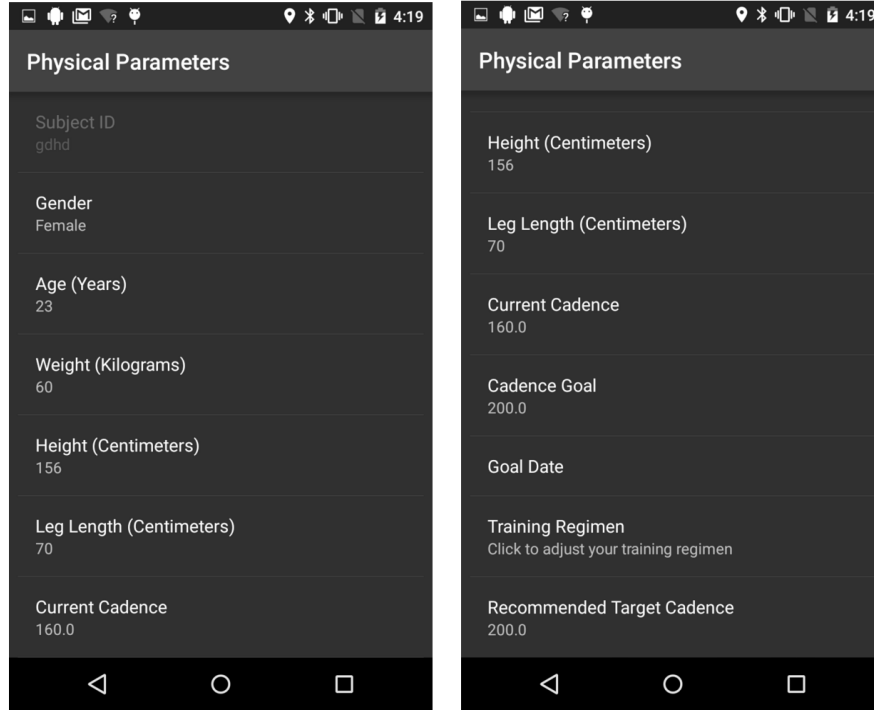 4:19
Physical Parameters
Subject ID
gdhd
Gender
Female
Age (Years)
23
Weight (Kilograms)
60
Height (Centimeters)
156
Leg Length (Centimeters)
70
Current Cadence
160.0
4:19
Physical Parameters
Height (Centimeters)
156
Leg Length (Centimeters)
70
Current Cadence
160.0
Cadence Goal
200.0
Goal Date
Training Regimen
Click to adjust your training regimen
Recommended Target Cadence
200.0